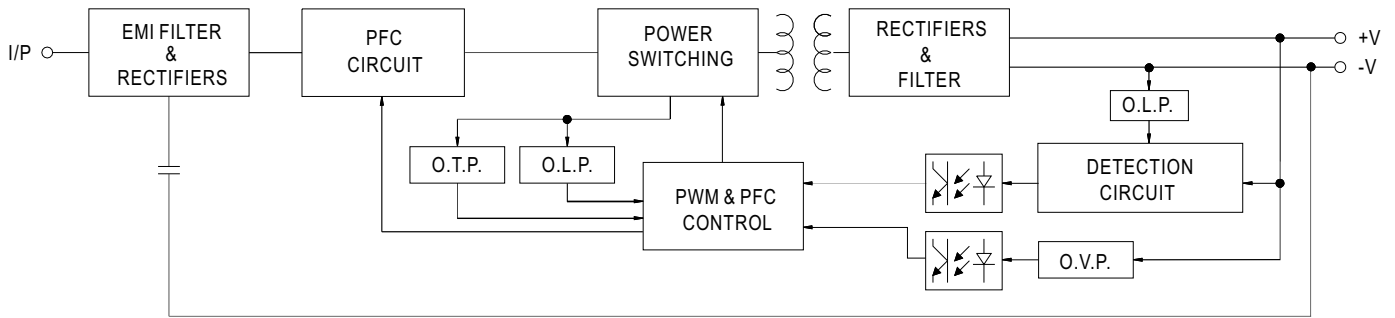 I/P
EMI FILTER
&
RECTIFIERS
PFC
CIRCUIT
POWER
SWITCHING
RECTIFIERS
&
FILTER
+V
-V
O.L.P.
O.T.P.
O.L.P.
PWM & PFC
CONTROL
DETECTION
CIRCUIT
O.V.P.